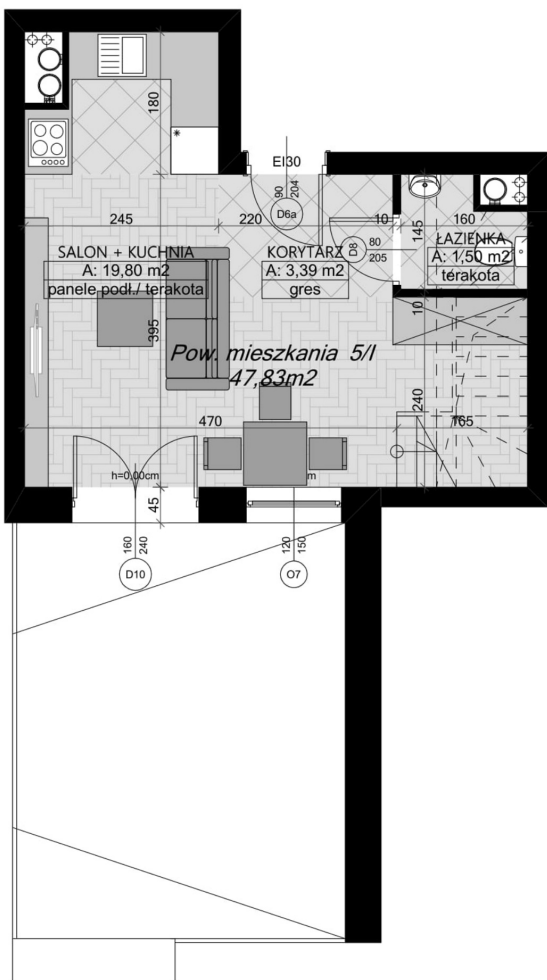 180
EI30
90
204
D6a
245
220
10
145
160
D8
80
205
SALON + KUCHNIA
A: 19,80 m2
panele podł./ terakota
KORYTARZ
A: 3,39 m2
gres
ŁAZIENKA
A: 1,50 m2
terakota
395
10
Pow. mieszkania 5/I
47,83m2
240
470
165
h=0,00cm
m
45
160
240
D10
120
150
O7